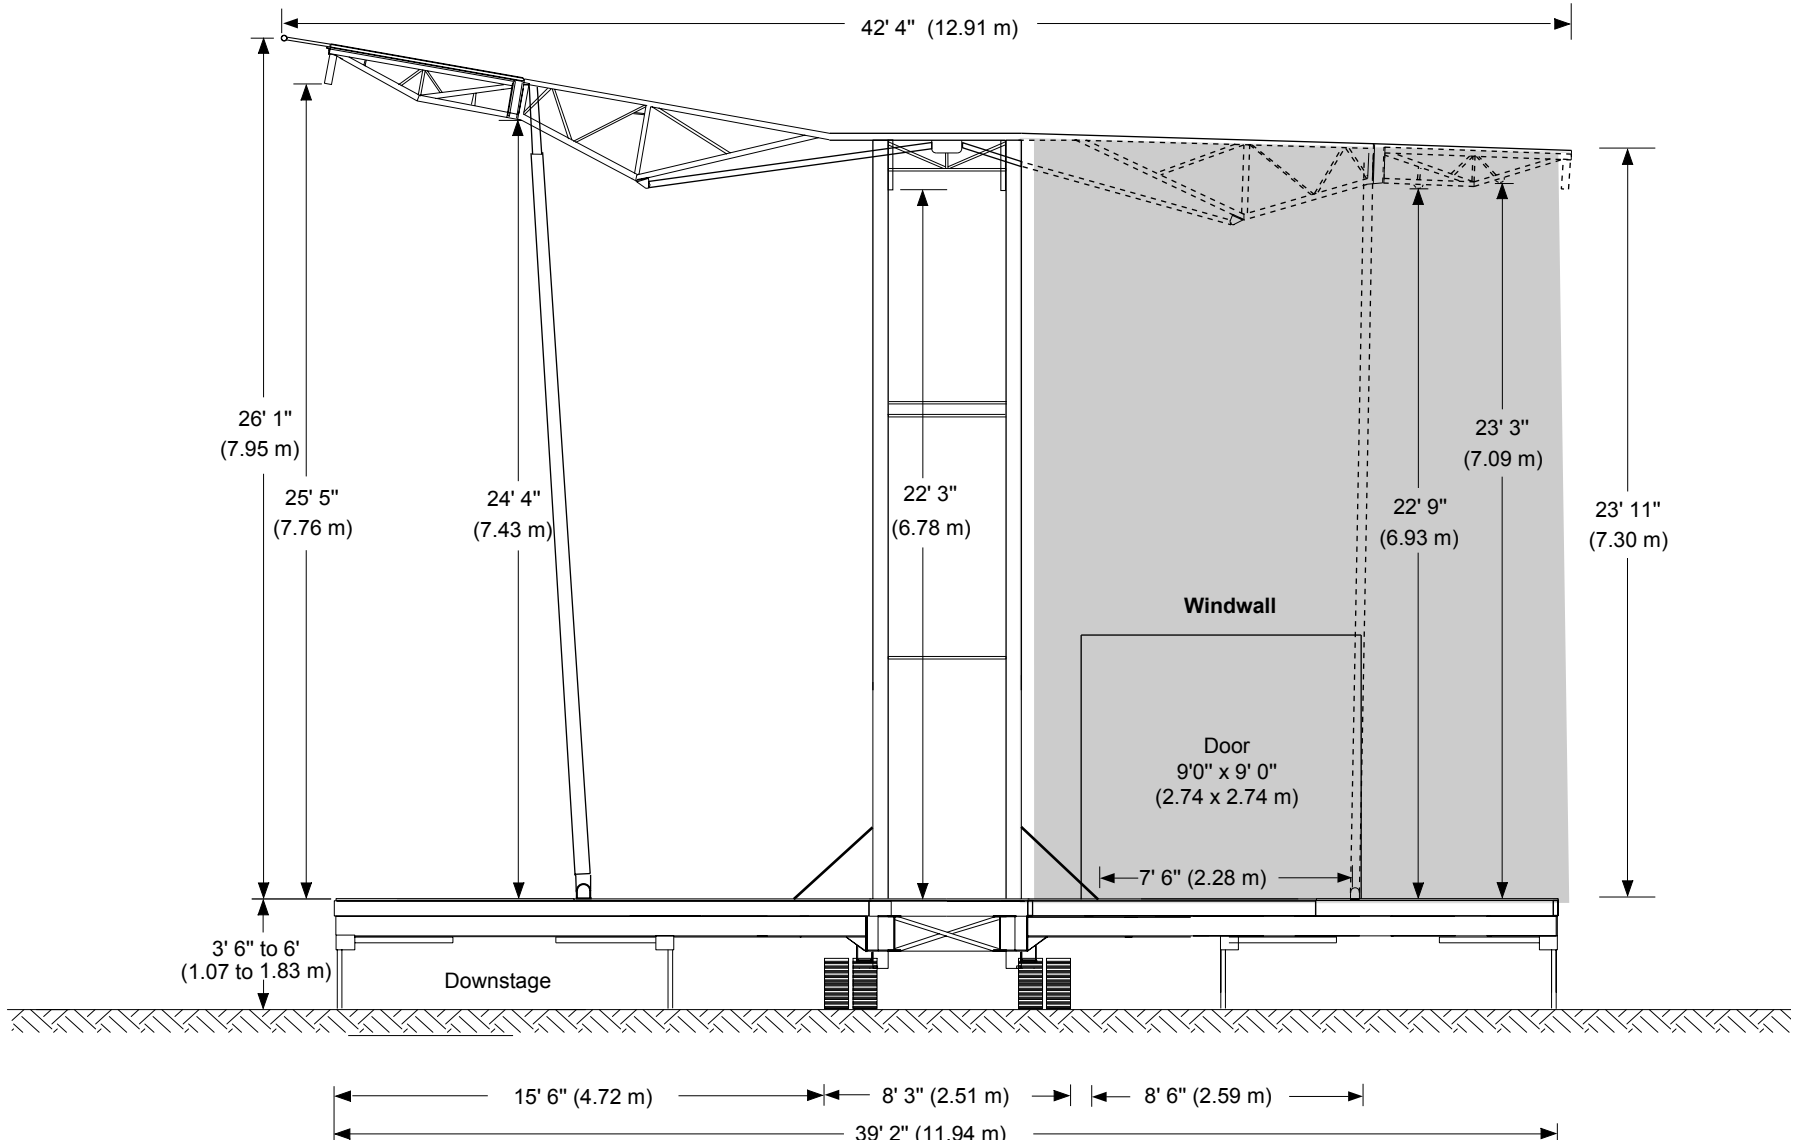 42' 4" (12.91 m)
26' 1"
(7.95 m)
25' 5"
(7.76 m)
24' 4"
(7.43 m)
22' 3"
(6.78 m)
23' 3"
(7.09 m)
22' 9"
(6.93 m)
23' 11"
(7.30 m)
Windwall
Door
9'0" x 9' 0"
(2.74 x 2.74 m)
7' 6" (2.28 m)
3' 6" to 6'
(1.07 to 1.83 m)
Downstage
15' 6" (4.72 m)
8' 3" (2.51 m)
8' 6" (2.59 m)
39' 2" (11.94 m)